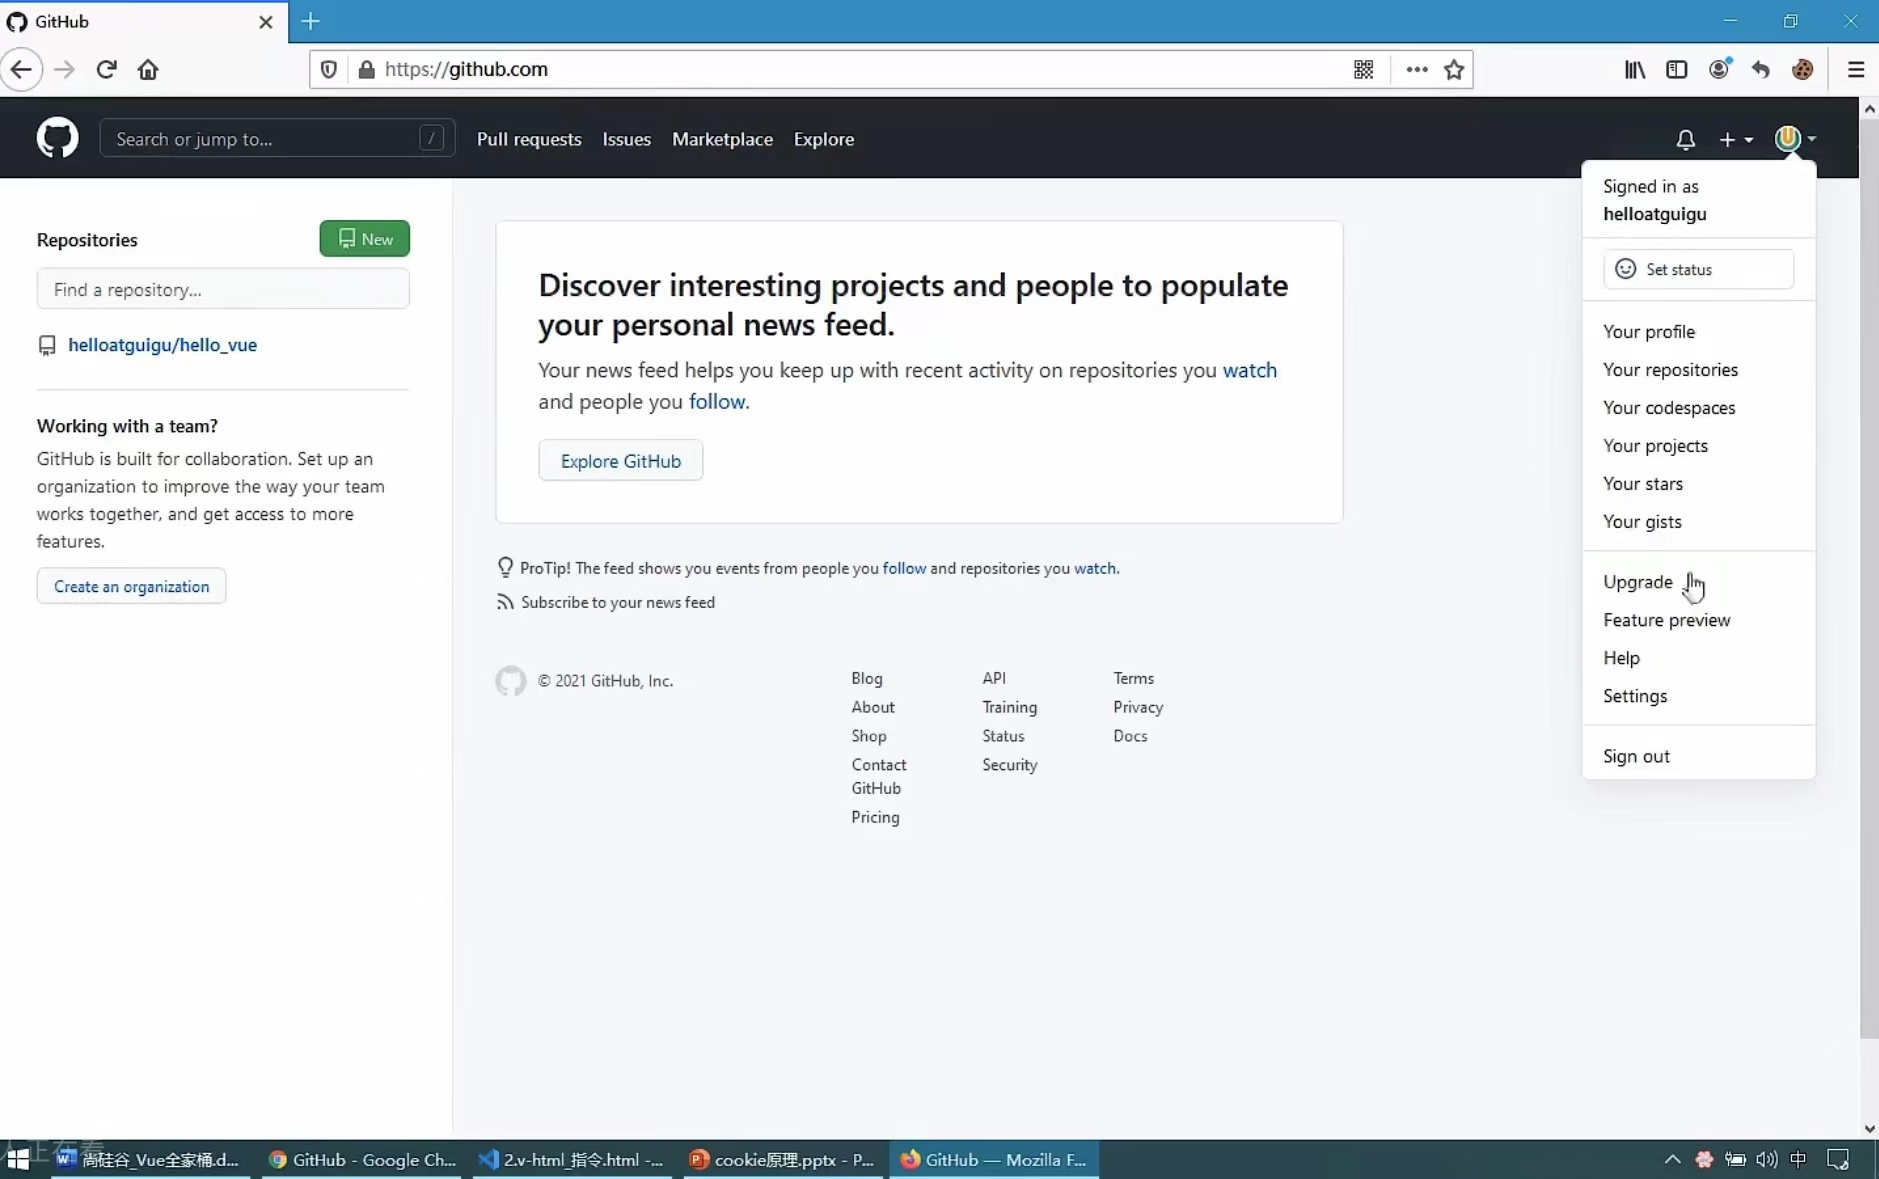 GitHub
https://github.com
Search or jump to...
/
Pull requests
Issues
Marketplace
Explore
Signed in as
helloatguigu
Set status
Your profile
Your repositories
Your codespaces
Your projects
Your stars
Your gists
Upgrade
Feature preview
Help
Settings
Sign out
Repositories
New
Find a repository...
helloatguigu/hello_vue
Working with a team?
GitHub is built for collaboration. Set up an
organization to improve the way your team
works together, and get access to more
features.
Create an organization
Discover interesting projects and people to populate
your personal news feed.
Your news feed helps you keep up with recent activity on repositories you watch
and people you follow.
Explore GitHub
ProTip! The feed shows you events from people you follow and repositories you watch.
Subscribe to your news feed
© 2021 GitHub, Inc.
Blog
About
Shop
Contact
GitHub
Pricing
API
Training
Status
Security
Terms
Privacy
Docs
人正在看
尚硅谷_Vue全家桶.d...
GitHub - Google Ch...
2.v-html_指令.html -...
cookie原理.pptx - P...
GitHub — Mozilla F...
中